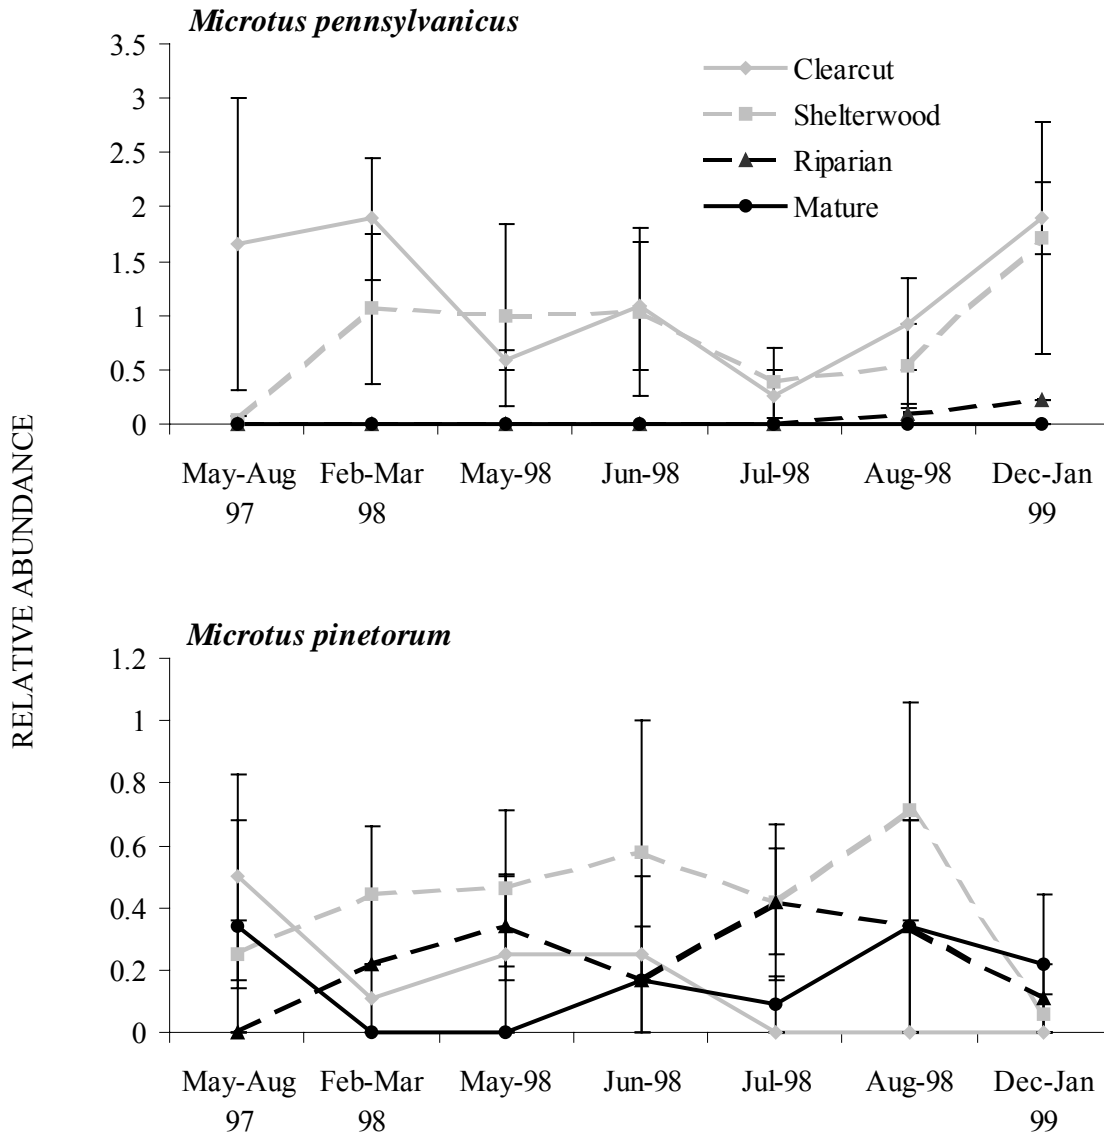 Microtus pennsylvanicus
3.5
3
2.5
2
1.5
1
0.5
0
Clearcut
Shelterwood
Riparian
Mature
May-Aug 97
Feb-Mar 98
May-98
Jun-98
Jul-98
Aug-98
Dec-Jan 99
RELATIVE ABUNDANCE
Microtus pinetorum
1.2
1
0.8
0.6
0.4
0.2
0
May-Aug 97
Feb-Mar 98
May-98
Jun-98
Jul-98
Aug-98
Dec-Jan 99